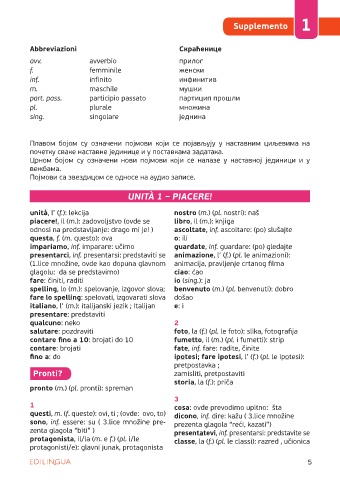 Supplemento 1
Abbreviazioni
avv. avverbio
f. femminile
inf. infinito
m. maschile
part. pass. participio passato
pl. plurale
sing. singolare
Скраћенице
прилог
женски
инфинитив
мушки
партицип прошли
множина
једнина
Плавом бојом су означени појмови који се појављују у наставним циљевима на
почетку сваке наставне јединице и у поставкама задатака.
Црном бојом су означени нови појмови који се налазе у наставној јединици и у
вежбама.
Појмови са звездицом се односе на аудио записе.
UNITÀ 1 – PIACERE!
unità, l' (f.): lekcija
piacere!, il (m.): zadovoljstvo (ovde se
odnosi na predstavljanje: drago mi je! )
questa, f. (m. questo): ova
impariamo, inf. imparare: učimo
presentarci, inf. presentarsi: predstaviti se
(1.lice množine, ovde kao dopuna glavnom
glagolu: da se predstavimo)
fare: činiti, raditi
spelling, lo (m.): spelovanje, izgovor slova;
fare lo spelling: spelovati, izgovarati slova
italiano, l' (m.): italijanski jezik ; Italijan
presentare: predstaviti
qualcuno: neko
salutare: pozdraviti
contare fino a 10: brojati do 10
contare: brojati
fino a: do
Pronti?
pronto (m.) (pl. pronti): spreman
1
questi, m. (f. queste): ovi, ti ; (ovde: ovo, to)
sono, inf. essere: su ( 3.lice množine pre-
zenta glagola "biti" )
protagonista, il/la (m. e f.) (pl. i/le
protagonisti/e): glavni junak, protagonista
nostro (m.) (pl. nostri): naš
libro, il (m.): knjiga
ascoltate, inf. ascoltare: (po) slušajte
o: ili
guardate, inf. guardare: (po) gledajte
animazione, l' (f.) (pl. le animazioni):
animacija, pravljenje crtanog filma
ciao: ćao
io (sing.): ja
benvenuto (m.) (pl. benvenuti): dobro
došao
e: i
2
foto, la (f.) (pl. le foto): slika, fotografija
fumetto, il (m.) (pl. i fumetti): strip
fate, inf. fare: radite, činite
ipotesi; fare ipotesi, l' (f.) (pl. le ipotesi):
pretpostavka ;
zamisliti, pretpostaviti
storia, la (f.): priča
3
cosa: ovde prevodimo upitno: šta
dicono, inf. dire: kažu ( 3.lice množine
prezenta glagola "reći, kazati")
presentatevi, inf. presentarsi: predstavite se
classe, la (f.) (pl. le classi): razred , učionica
EDILINGUA
5